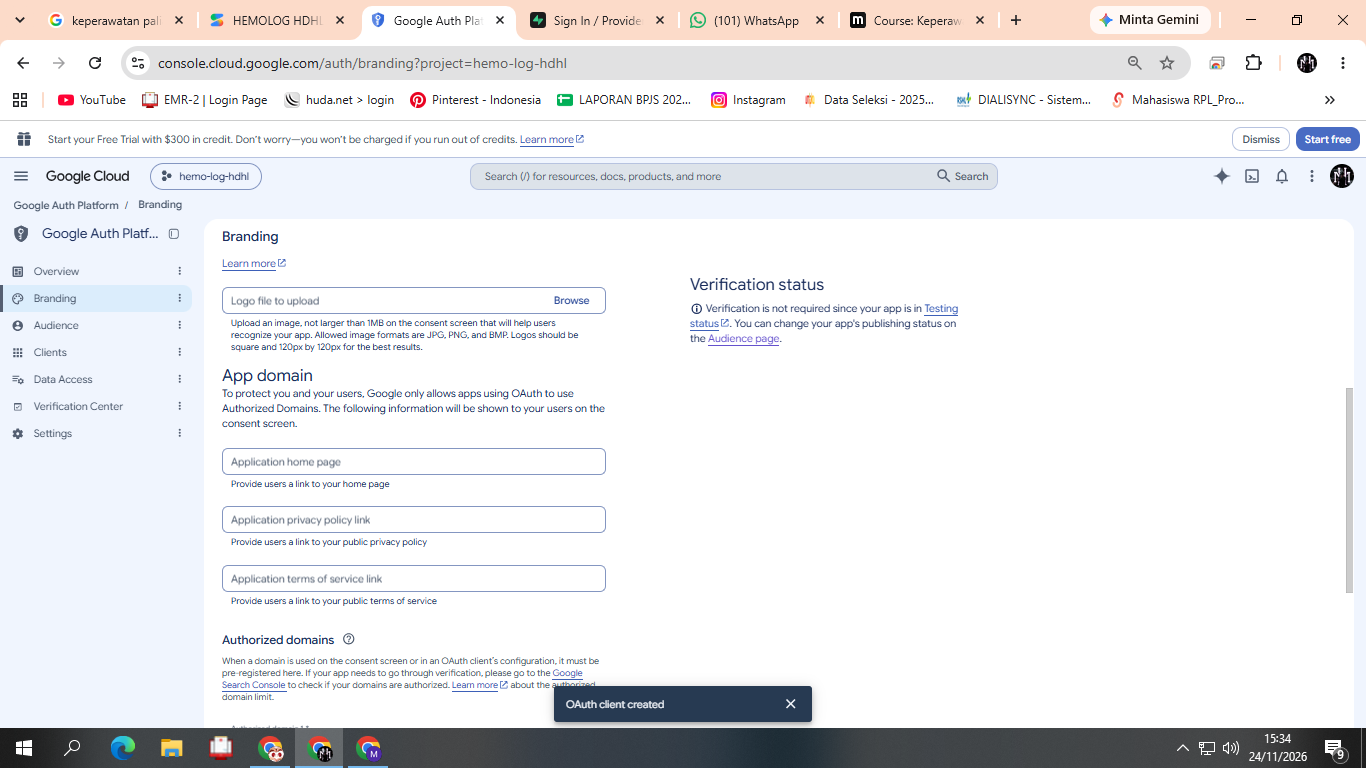 keperawatan pali
HEMOLOG HDHL
Google Auth Plat
Sign In / Provide
(101) WhatsApp
Course: Keperaw
Minta Gemini
console.cloud.google.com/auth/branding?project=hemo-log-hdhl
YouTube
EMR-2 | Login Page
huda.net > login
Pinterest - Indonesia
LAPORAN BPJS 202...
Instagram
Data Seleksi - 2025...
DIALISYNC - Sistem...
Mahasiswa RPL_Pro...
Start your Free Trial with $300 in credit. Don't worry—you won't be charged if you run out of credits. Learn more
Dismiss
Start free
Google Cloud
hemo-log-hdhl
Search (/) for resources, docs, products, and more
Search
Google Auth Platform / Branding
Google Auth Platf...
Overview
Branding
Audience
Clients
Data Access
Verification Center
Settings
Branding
Learn more
Logo file to upload
Browse
Upload an image, not larger than 1MB on the consent screen that will help users
recognize your app. Allowed image formats are JPG, PNG, and BMP. Logos should be
square and 120px by 120px for the best results.
App domain
To protect you and your users, Google only allows apps using OAuth to use
Authorized Domains. The following information will be shown to your users on the
consent screen.
Application home page
Provide users a link to your home page
Application privacy policy link
Provide users a link to your public privacy policy
Application terms of service link
Provide users a link to your public terms of service
Authorized domains
When a domain is used on the consent screen or in an OAuth client's configuration, it must be
pre-registered here. If your app needs to go through verification, please go to the Google
Search Console to check if your domains are authorized. Learn more about the authorized
domain limit.
Verification status
Verification is not required since your app is in Testing
status. You can change your app's publishing status on
the Audience page.
OAuth client created
M
15:34
24/11/2026
9